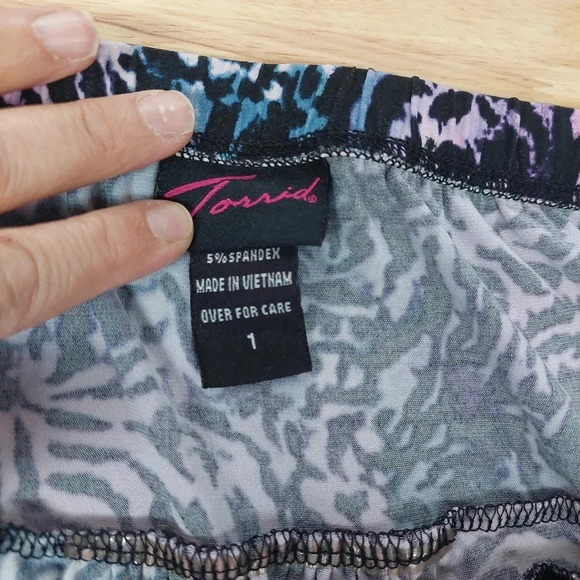 Torrid®
5% SPANDEX
MADE IN VIETNAM
OVER FOR CARE
1